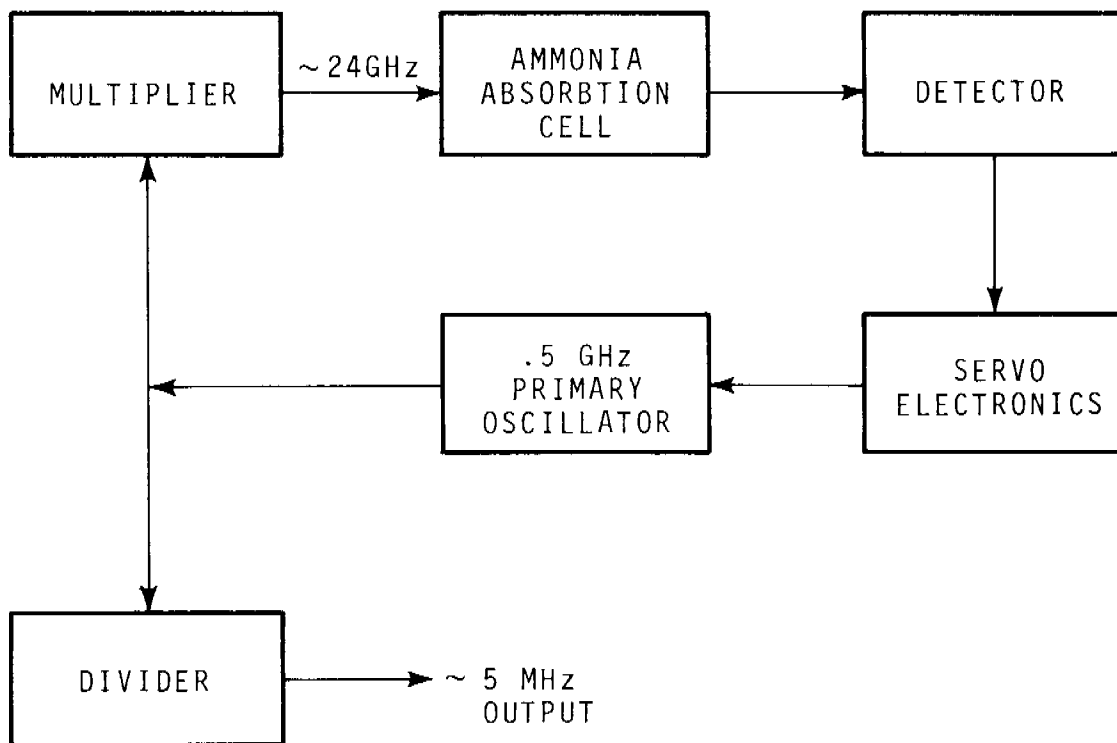 MULTIPLIER
~24GHz
AMMONIA
ABSORBTION
CELL
DETECTOR
.5 GHz
PRIMARY
OSCILLATOR
SERVO
ELECTRONICS
DIVIDER
~ 5 MHz
OUTPUT